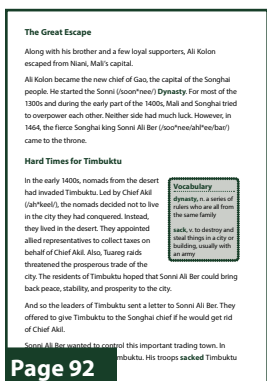 The Great Escape
Along with his brother and a few loyal supporters, Ali Kolon
escaped from Niani, Mali's capital.
Ali Kolon became the new chief of Gao, the capital of the Songhai
people. He started the Sonni (/soon*nee/) Dynasty. For most of the
1300s and during the early part of the 1400s, Mali and Songhai tried
to overpower each other. Neither side had much luck. However, in
1464, the fierce Songhai king Sonni Ali Ber (/soo*nee/ahl*ee/bar/)
came to the throne.
Hard Times for Timbuktu
In the early 1400s, nomads from the desert
had invaded Timbuktu. Led by Chief Akil
(/ah*keel/), the nomads decided not to live
in the city they had conquered. Instead,
they lived in the desert. They appointed
allied representatives to collect taxes on
behalf of Chief Akil. Also, Tuareg raids
threatened the prosperous trade of the
city. The residents of Timbuktu hoped that Sonni Ali Ber could bring
back peace, stability, and prosperity to the city.
Vocabulary
dynasty, n. a series of
rulers who are all from
the same family
sack, v. to destroy and
steal things in a city or
building, usually with
an army
And so the leaders of Timbuktu sent a letter to Sonni Ali Ber. They
offered to give Timbuktu to the Songhai chief if he would get rid
of Chief Akil.
Sonni Ali Ber wanted to control this important trading town. In
mbuktu. His troops sacked Timbuktu
Page 92